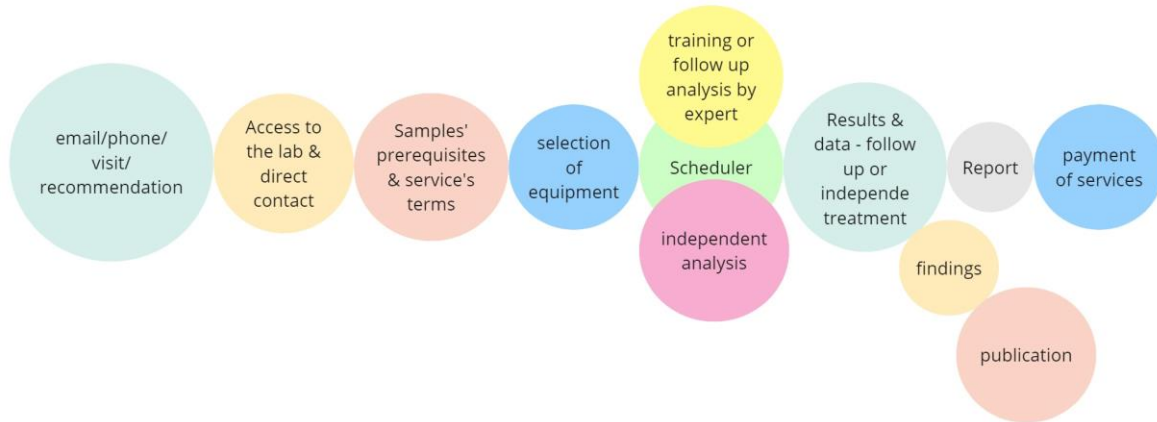 email/phone/
visit/
recommendation
Access to
the lab &
direct
contact
Samples'
prerequisites
& service's
terms
selection
of
equipment
training or
follow up
analysis by
expert
Scheduler
independent
analysis
Results &
data - follow
up or
independe
treatment
Report
payment
of services
findings
publication